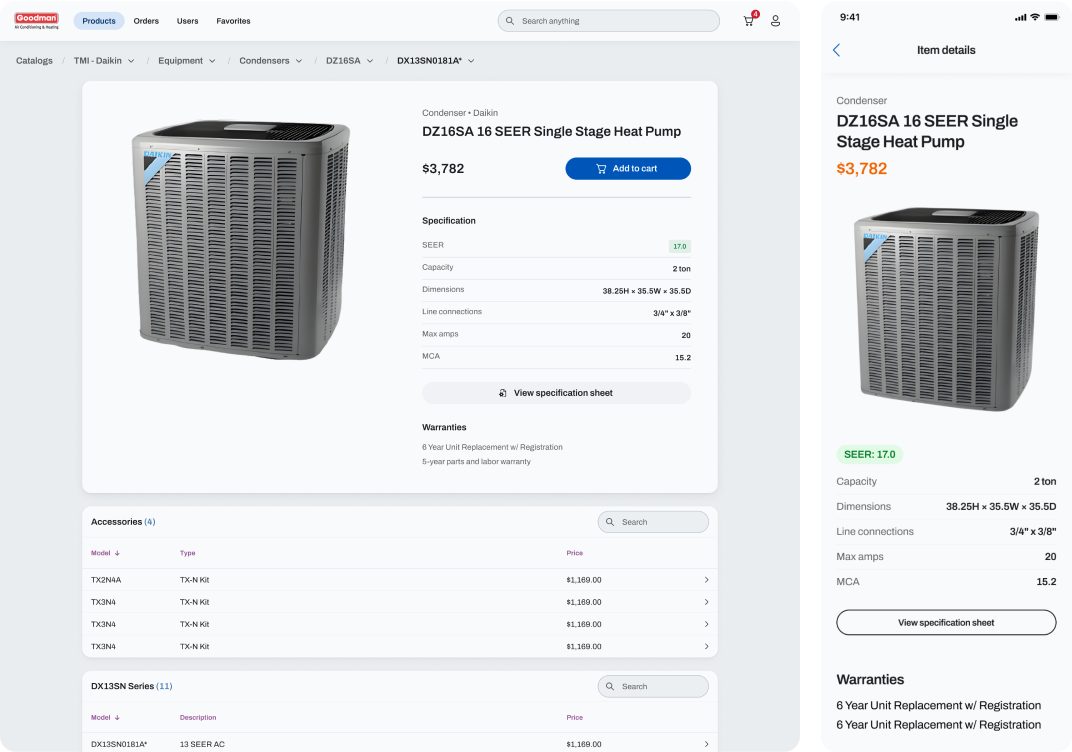 Goodman
Air Conditioning & Heating
Products
Orders
Users
Favorites
Search anything
4
Catalogs / TMI - Daikin / Equipment / Condensers / DZ16SA / DX13SN0181A*
DAIKIN
Condenser • Daikin
DZ16SA 16 SEER Single Stage Heat Pump
$3,782
Add to cart
Specification
SEER 17.0
Capacity 2 ton
Dimensions 38.25H × 35.5W × 35.5D
Line connections 3/4" x 3/8"
Max amps 20
MCA 15.2
View specification sheet
Warranties
6 Year Unit Replacement w/ Registration
5-year parts and labor warranty
Accessories (4)
Search
Model Type Price
TX2N4A TX-N Kit $1,169.00
TX3N4 TX-N Kit $1,169.00
TX3N4 TX-N Kit $1,169.00
TX3N4 TX-N Kit $1,169.00
DX13SN Series (11)
Search
Model Description Price
DX13SN0181A* 13 SEER AC $1,169.00
9:41
Item details
Condenser
DZ16SA 16 SEER Single
Stage Heat Pump
$3,782
DAIKIN
SEER: 17.0
Capacity 2 ton
Dimensions 38.25H × 35.5W × 35.5D
Line connections 3/4" x 3/8"
Max amps 20
MCA 15.2
View specification sheet
Warranties
6 Year Unit Replacement w/ Registration
6 Year Unit Replacement w/ Registration